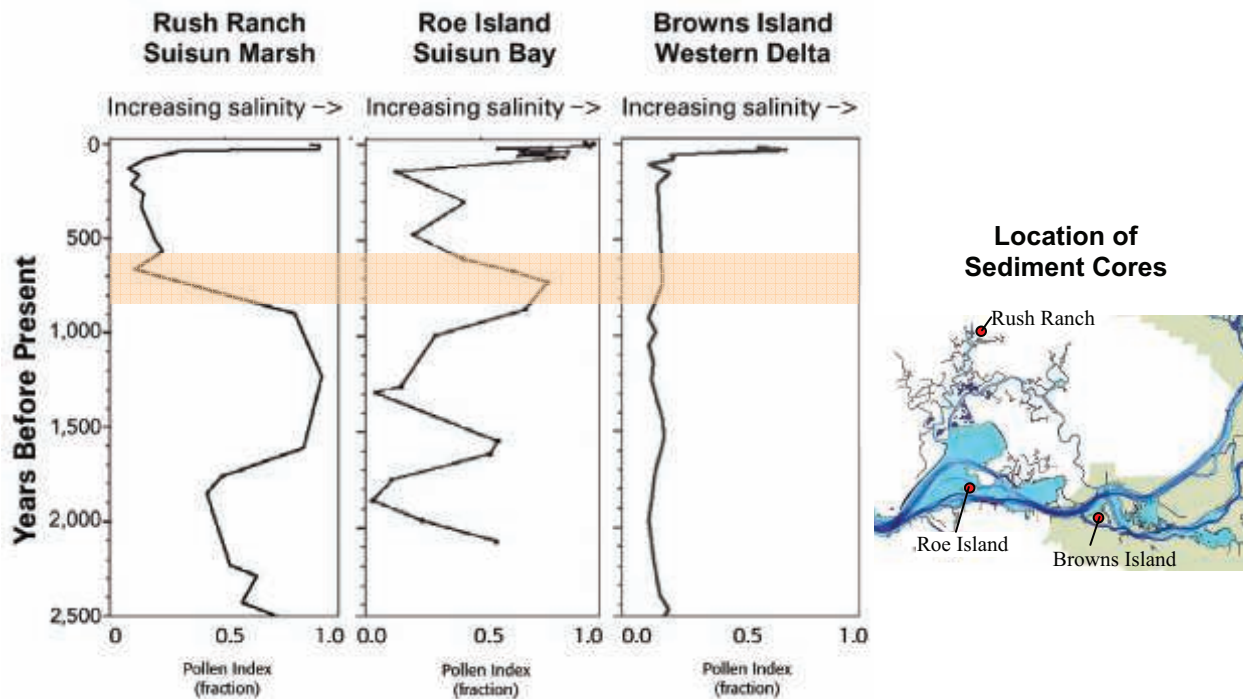 Rush Ranch
Suisun Marsh
Roe Island
Suisun Bay
Browns Island
Western Delta
Increasing salinity –>
Increasing salinity –>
Increasing salinity –>
Years Before Present
0
500
1,000
1,500
2,000
2,500
0
0.5
1.0
0.0
0.5
1.0
0.0
0.5
1.0
Pollen Index
(fraction)
Pollen Index
(fraction)
Pollen Index
(fraction)
Location of
Sediment Cores
Rush Ranch
Roe Island
Browns Island